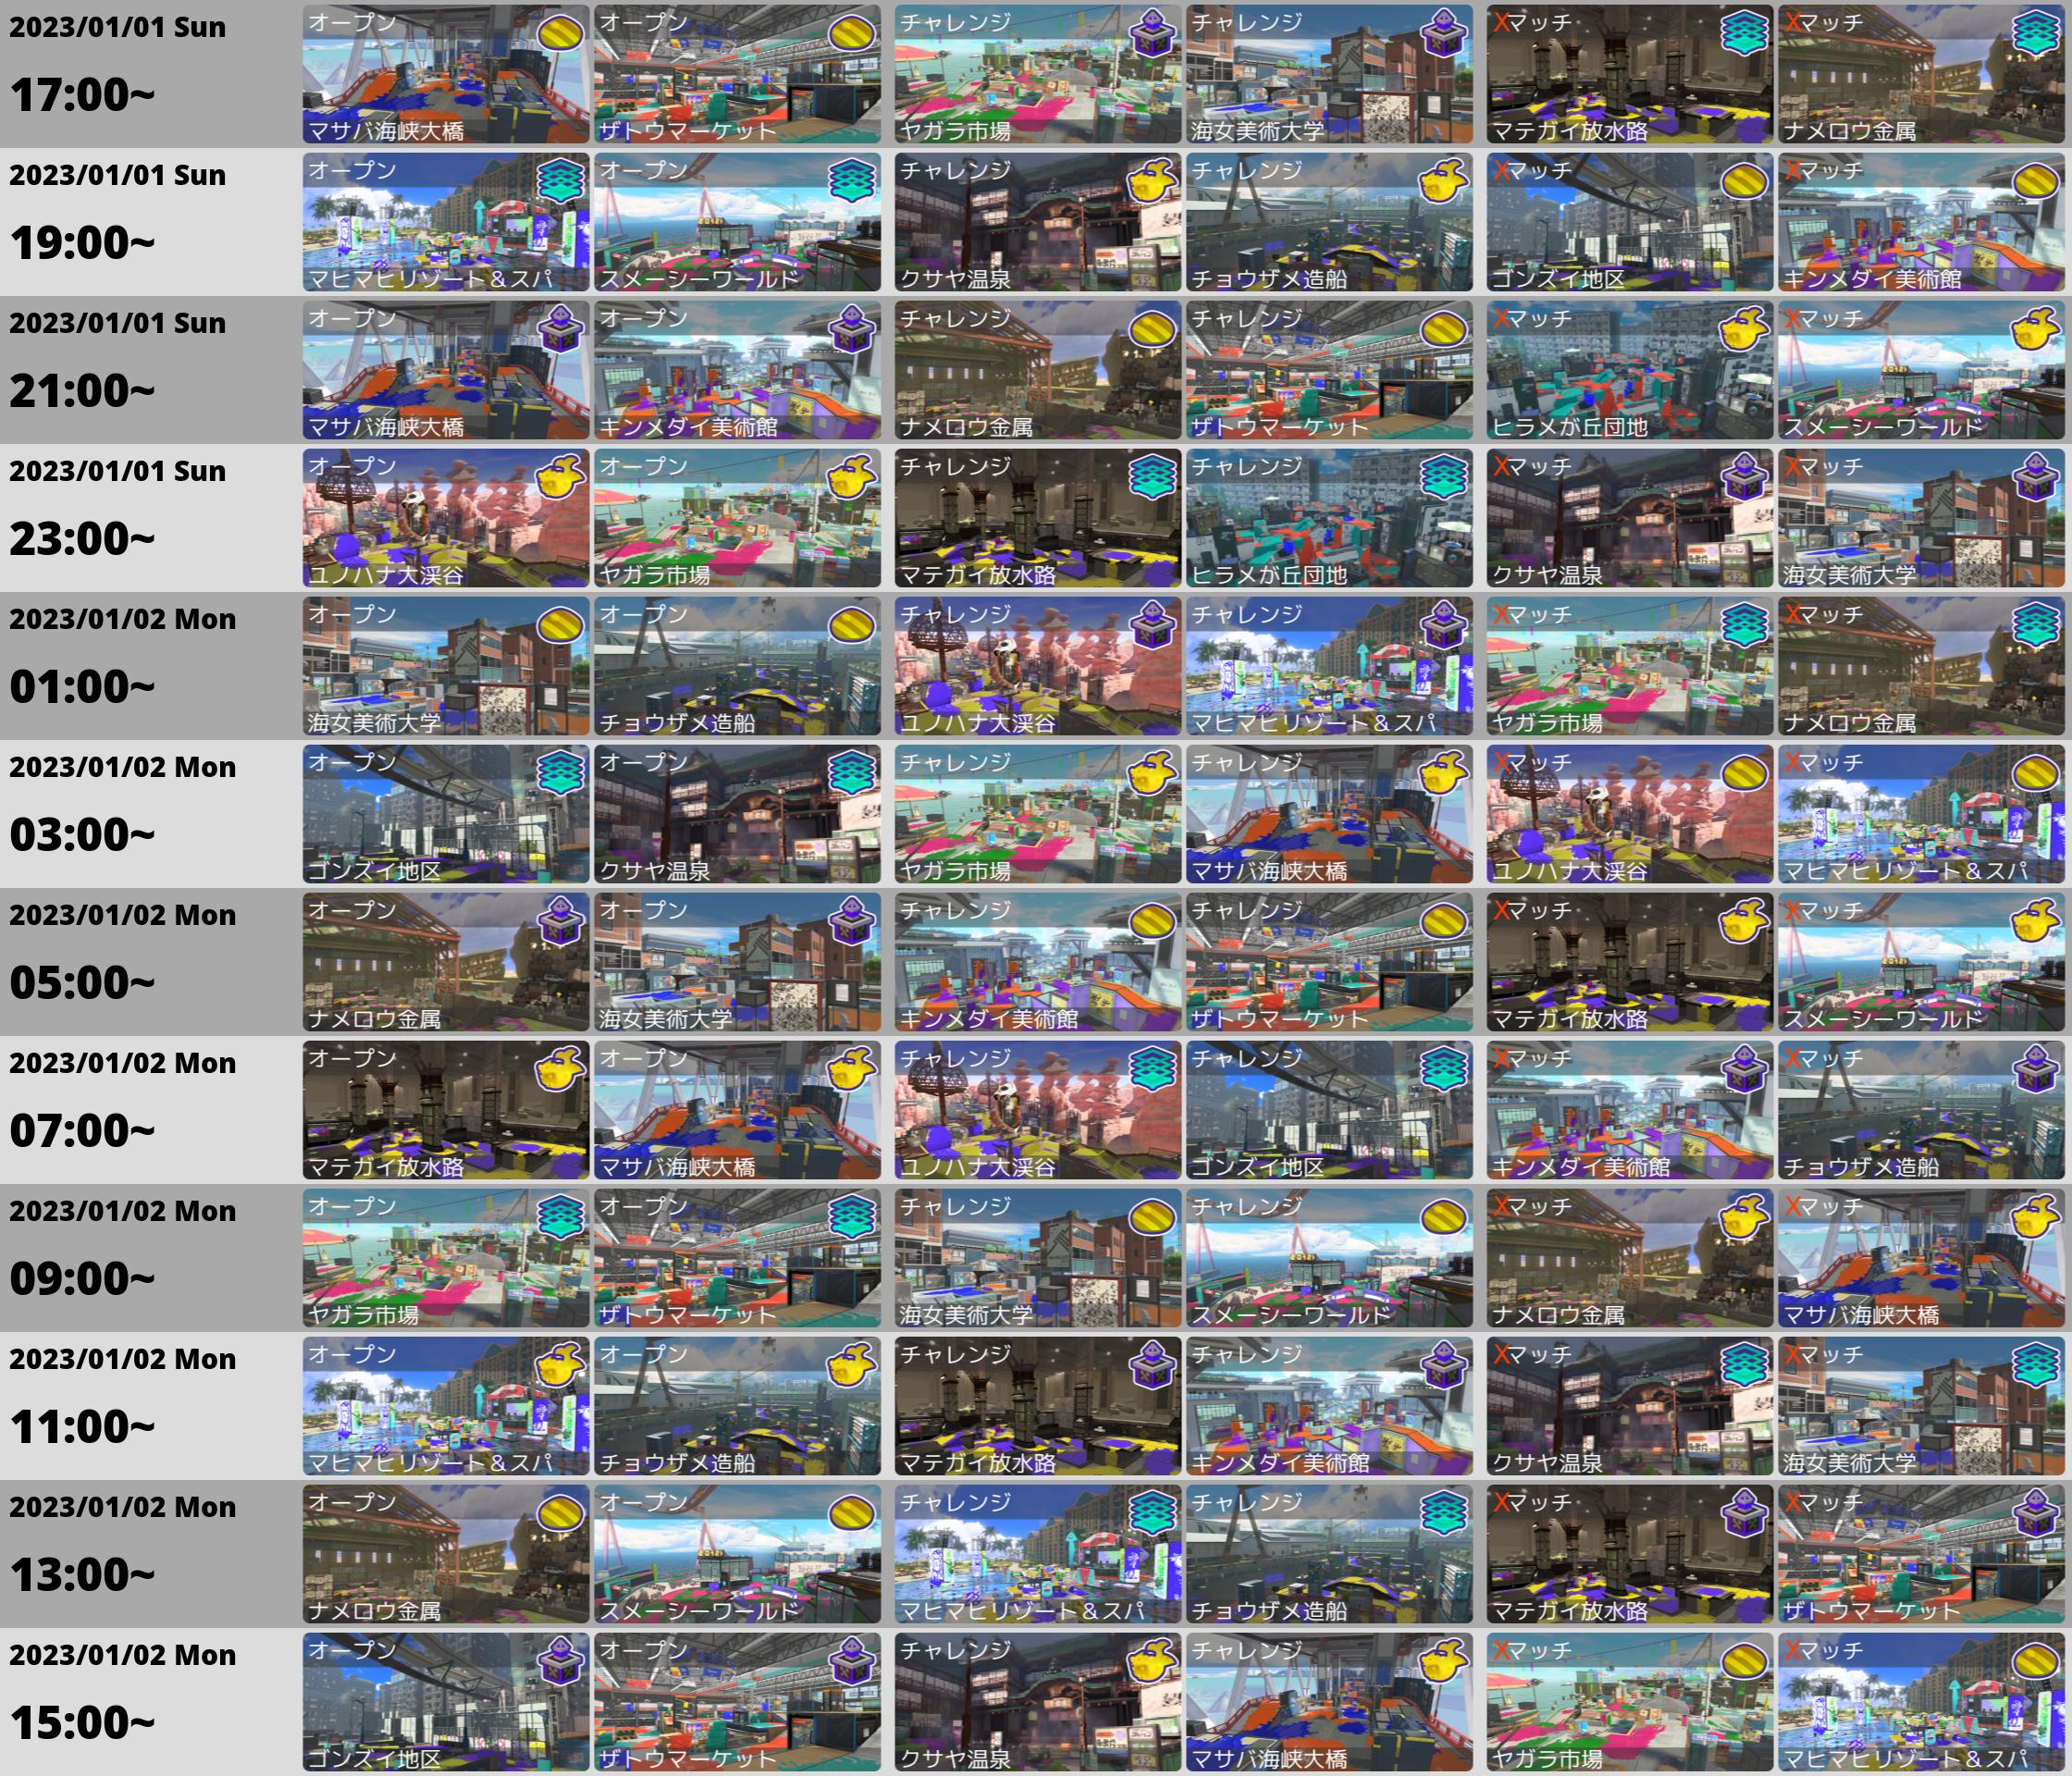 2023/01/01 Sun
17:00~
オープン オープン チャレンジ チャレンジ Xマッチ Xマッチ
マサバ海峡大橋 ザトウマーケット ヤガラ市場 海女美術大学 マテガイ放水路 ナメロウ金属
2023/01/01 Sun
19:00~
オープン オープン チャレンジ チャレンジ Xマッチ Xマッチ
マヒマヒリゾート&スパ スメーシーワールド クサヤ温泉 チョウザメ造船 ゴンズイ地区 キンメダイ美術館
2023/01/01 Sun
21:00~
オープン オープン チャレンジ チャレンジ Xマッチ Xマッチ
マサバ海峡大橋 キンメダイ美術館 ナメロウ金属 ザトウマーケット ヒラメが丘団地 スメーシーワールド
2023/01/01 Sun
23:00~
オープン オープン チャレンジ チャレンジ Xマッチ Xマッチ
ユノハナ大渓谷 ヤガラ市場 マテガイ放水路 ヒラメが丘団地 クサヤ温泉 海女美術大学
2023/01/02 Mon
01:00~
オープン オープン チャレンジ チャレンジ Xマッチ Xマッチ
海女美術大学 チョウザメ造船 ユノハナ大渓谷 マヒマヒリゾート&スパ ヤガラ市場 ナメロウ金属
2023/01/02 Mon
03:00~
オープン オープン チャレンジ チャレンジ Xマッチ Xマッチ
ゴンズイ地区 クサヤ温泉 ヤガラ市場 マサバ海峡大橋 ユノハナ大渓谷 マヒマヒリゾート&スパ
2023/01/02 Mon
05:00~
オープン オープン チャレンジ チャレンジ Xマッチ Xマッチ
ナメロウ金属 海女美術大学 キンメダイ美術館 ザトウマーケット マテガイ放水路 スメーシーワールド
2023/01/02 Mon
07:00~
オープン オープン チャレンジ チャレンジ Xマッチ Xマッチ
マテガイ放水路 マサバ海峡大橋 ユノハナ大渓谷 ゴンズイ地区 キンメダイ美術館 チョウザメ造船
2023/01/02 Mon
09:00~
オープン オープン チャレンジ チャレンジ Xマッチ Xマッチ
ヤガラ市場 ザトウマーケット 海女美術大学 スメーシーワールド ナメロウ金属 マサバ海峡大橋
2023/01/02 Mon
11:00~
オープン オープン チャレンジ チャレンジ Xマッチ Xマッチ
マヒマヒリゾート&スパ チョウザメ造船 マテガイ放水路 キンメダイ美術館 クサヤ温泉 海女美術大学
2023/01/02 Mon
13:00~
オープン オープン チャレンジ チャレンジ Xマッチ Xマッチ
ナメロウ金属 スメーシーワールド マヒマヒリゾート&スパ チョウザメ造船 マテガイ放水路 ザトウマーケット
2023/01/02 Mon
15:00~
オープン オープン チャレンジ チャレンジ Xマッチ Xマッチ
ゴンズイ地区 ザトウマーケット クサヤ温泉 マサバ海峡大橋 ヤガラ市場 マヒマヒリゾート&スパ